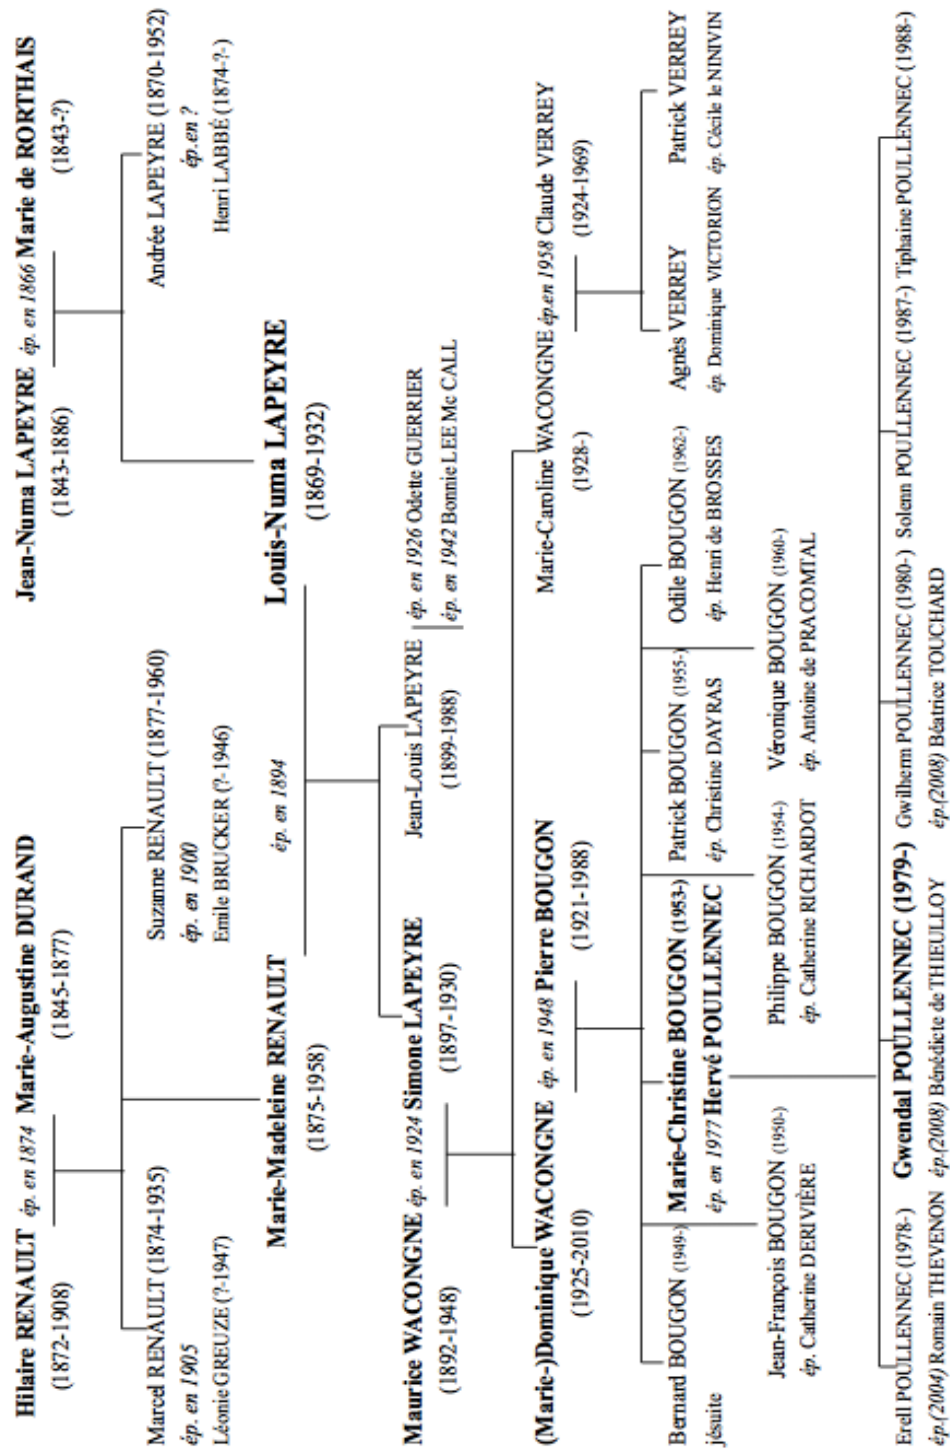 Hilaire RENAULT ép. en 1874 Marie-Augustine DURAND
(1872-1908)
(1845-1877)
Jean-Numa LAPEYRE ép. en 1866 Marie de RORTHAIS
(1843-1886)
(1843-?)
Marcel RENAULT (1874-1935)
ép. en 1905
Léonie GREUZE (?-1947)
Suzanne RENAULT (1877-1960)
ép. en 1900
Emile BRUCKER (?-1946)
Andrée LAPEYRE (1870-1952)
ép.en ?
Henri LABBÉ (1874-?-)
Marie-Madeleine RENAULT
(1875-1958)
ép. en 1894
Louis-Numa LAPEYRE
(1869-1932)
Maurice WACONGNE ép. en 1924 Simone LAPEYRE
(1892-1948)
(1897-1930)
Jean-Louis LAPEYRE
(1899-1988)
ép. en 1926 Odette GUERRIER
ép. en 1942 Bonnie LEE Mc CALL
(Marie-)Dominique WACONGNE ép. en 1948 Pierre BOUGON
(1925-2010)
(1921-1988)
Marie-Caroline WACONGNE ép.en 1958 Claude VERREY
(1928-)
(1924-1969)
Bernard BOUGON (1949-)
jésuite
Marie-Christine BOUGON (1953-)
ép. en 1977 Hervé POULLENNEC
Patrick BOUGON (1955-)
ép. Christine DAYRAS
Odile BOUGON (1962-)
ép. Henri de BROSSES
Agnès VERREY
ép. Dominique VICTORION
Patrick VERREY
ép. Cécile le NINIVIN
Jean-François BOUGON (1950-)
ép. Catherine DERIVIÈRE
Philippe BOUGON (1954-)
ép. Catherine RICHARDOT
Véronique BOUGON (1960-)
ép. Antoine de PRACOMTAL
Erell POULLENNEC (1978-)
ép.(2004) Romain THEVENON
Gwendal POULLENNEC (1979-)
ép.(2008) Bénédicte de THIEULLOY
Gwilherm POULLENNEC (1980-)
ép.(2008) Béatrice TOUCHARD
Solenn POULLENNEC (1987-)
Tiphaine POULLENNEC (1988-)